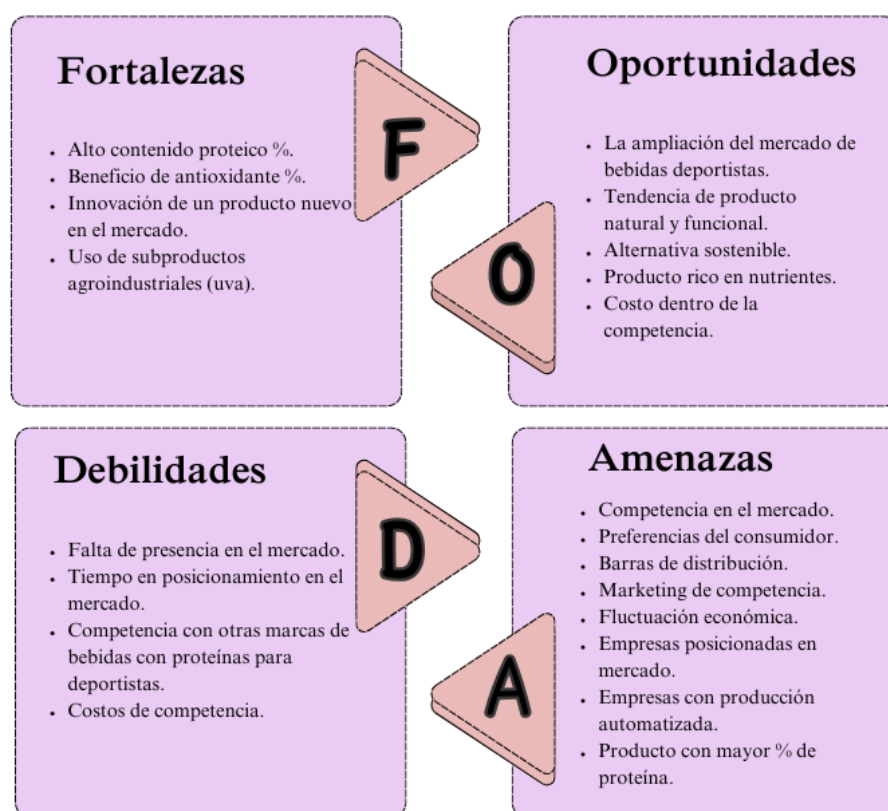 Fortalezas
• Alto contenido proteico %.
• Beneficio de antioxidante %.
• Innovación de un producto nuevo
en el mercado.
• Uso de subproductos
agroindustriales (uva).
F
Oportunidades
• La ampliación del mercado de
bebidas deportistas.
• Tendencia de producto
natural y funcional.
• Alternativa sostenible.
• Producto rico en nutrientes.
• Costo dentro de la
competencia.
O
Debilidades
• Falta de presencia en el mercado.
• Tiempo en posicionamiento en el
mercado.
• Competencia con otras marcas de
bebidas con proteínas para
deportistas.
• Costos de competencia.
D
Amenazas
• Competencia en el mercado.
• Preferencias del consumidor.
• Barras de distribución.
• Marketing de competencia.
• Fluctuación económica.
• Empresas posicionadas en
mercado.
• Empresas con producción
automatizada.
• Producto con mayor % de
proteína.
A